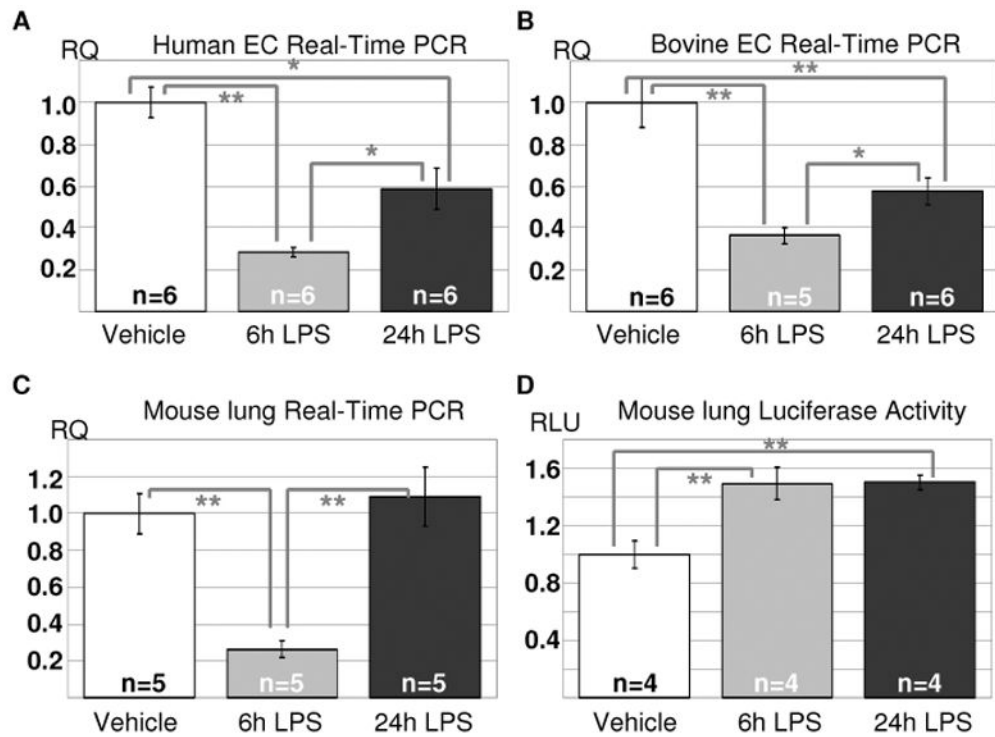 A
RQ
Human EC Real-Time PCR
*
**
*
1.0
0.8
0.6
0.4
0.2
n=6
n=6
n=6
Vehicle
6h LPS
24h LPS
B
RQ
Bovine EC Real-Time PCR
**
**
*
1.0
0.8
0.6
0.4
0.2
n=6
n=5
n=6
Vehicle
6h LPS
24h LPS
C
Mouse lung Real-Time PCR
RQ
**
**
1.2
1.0
0.8
0.6
0.4
0.2
n=5
n=5
n=5
Vehicle
6h LPS
24h LPS
D
Mouse lung Luciferase Activity
RLU
**
**
1.6
1.2
0.8
0.4
n=4
n=4
n=4
Vehicle
6h LPS
24h LPS